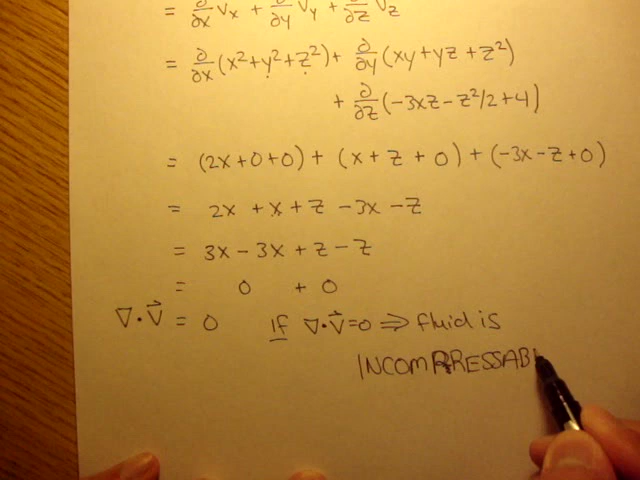 = ∂/∂x Vx + ∂/∂y Vy + ∂/∂z Vz
= ∂/∂x (x²+y²+z²) + ∂/∂y (xy+yz+z²)
+ ∂/∂z (-3xz-z²/2+4)
= (2x+0+0) + (x+z+0) + (-3x-z+0)
= 2x + x + z - 3x - z
= 3x - 3x + z - z
= 0 + 0
∇·V⃗ = 0 If ∇·V⃗=0 ⇒ fluid is
INCOMPRRESSABI